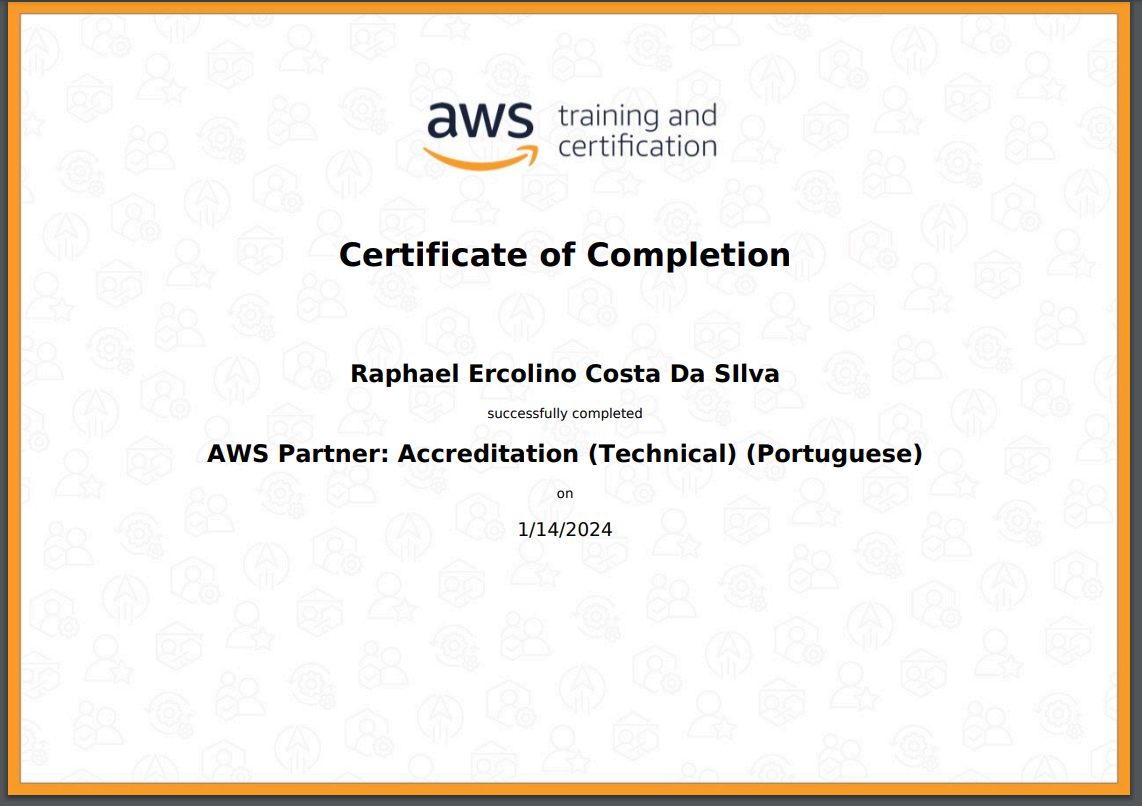 aws training and
certification
Certificate of Completion
Raphael Ercolino Costa Da SIlva
successfully completed
AWS Partner: Accreditation (Technical) (Portuguese)
on
1/14/2024